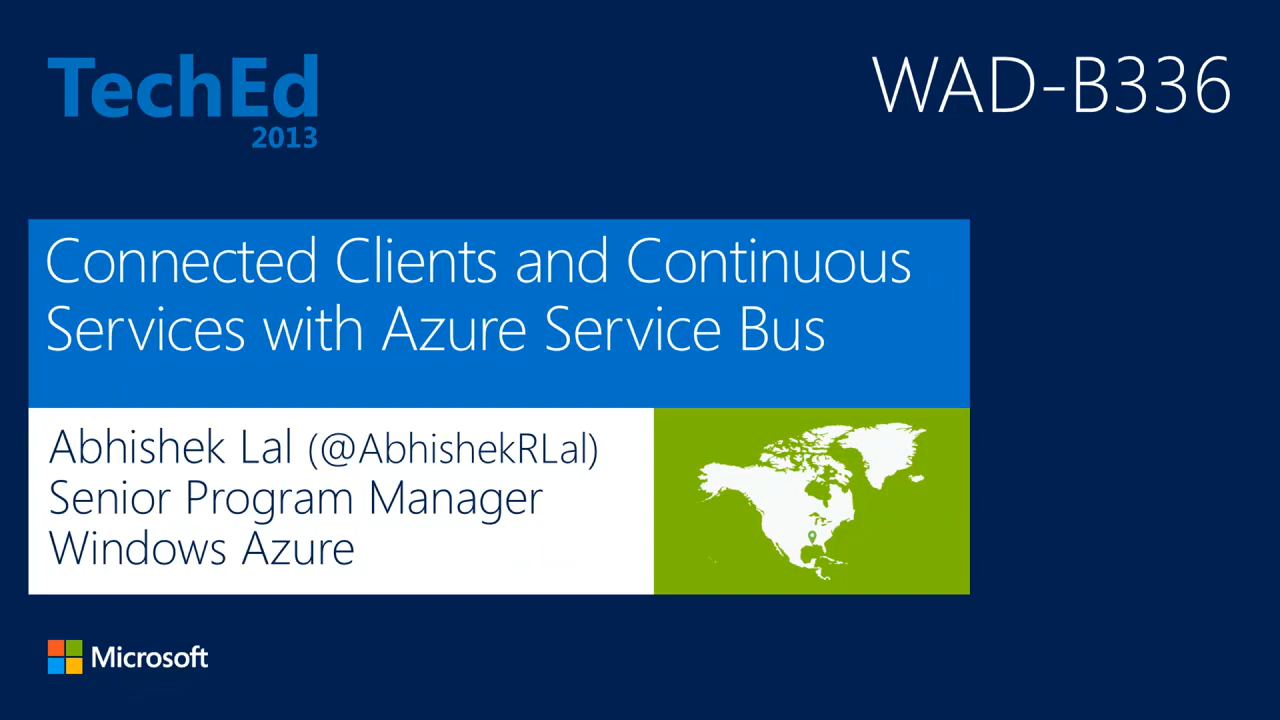 TechEd
2013
WAD-B336
Connected Clients and Continuous
Services with Azure Service Bus
Abhishek Lal (@AbhishekRLal)
Senior Program Manager
Windows Azure
Microsoft